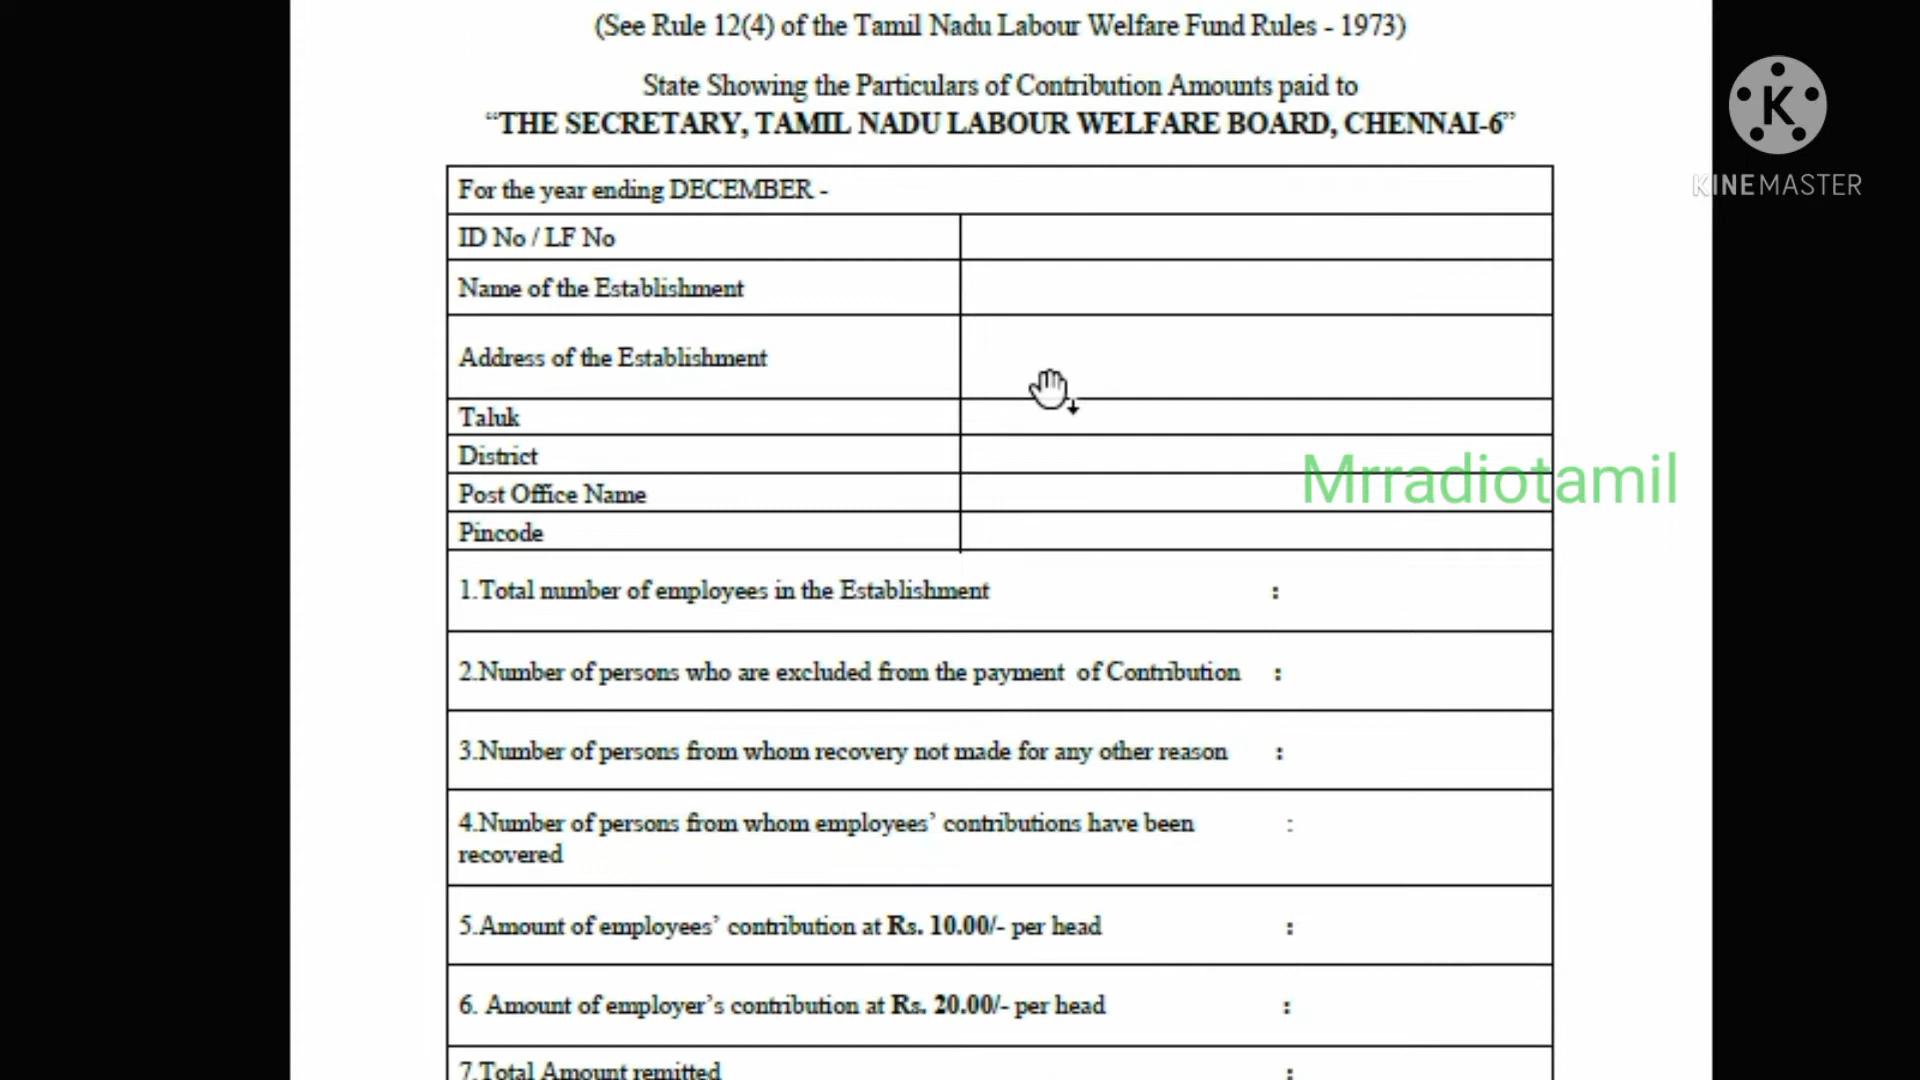 (See Rule 12(4) of the Tamil Nadu Labour Welfare Fund Rules - 1973)
State Showing the Particulars of Contribution Amounts paid to
“THE SECRETARY, TAMIL NADU LABOUR WELFARE BOARD, CHENNAI-6”
K
KINEMASTER
For the year ending DECEMBER -
ID No / LF No
Name of the Establishment
Address of the Establishment
Taluk
District
Mrradiotamil
Post Office Name
Pincode
1.Total number of employees in the Establishment :
2.Number of persons who are excluded from the payment of Contribution :
3.Number of persons from whom recovery not made for any other reason :
4.Number of persons from whom employees’ contributions have been :
recovered
5.Amount of employees’ contribution at Rs. 10.00/- per head :
6. Amount of employer’s contribution at Rs. 20.00/- per head :
7.Total Amount remitted :